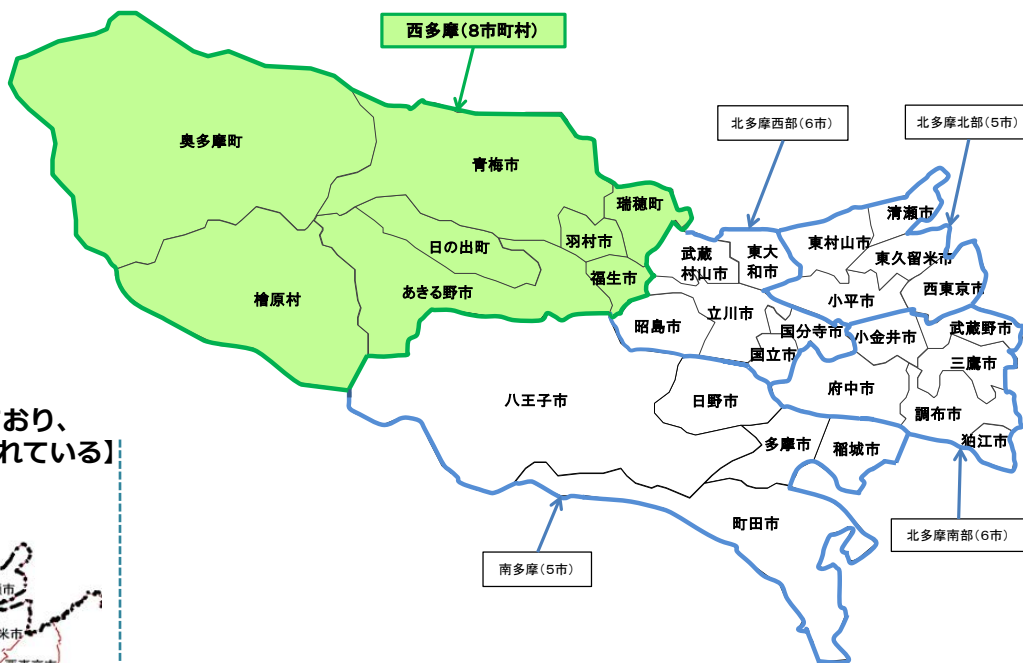 西多摩(8市町村)
北多摩西部(6市)
北多摩北部(5市)
奥多摩町
青梅市
瑞穂町
清瀬市
羽村市
日の出町
武蔵
村山市
東大
和市
東村山市
東久留米市
福生市
西東京市
あきる野市
檜原村
小平市
立川市
昭島市
国分寺市
小金井市
武蔵野市
国立市
三鷹市
府中市
八王子市
日野市
調布市
おり、
れている】
多摩市
稲城市
狛江市
町田市
北多摩南部(6市)
南多摩(5市)
市
米市